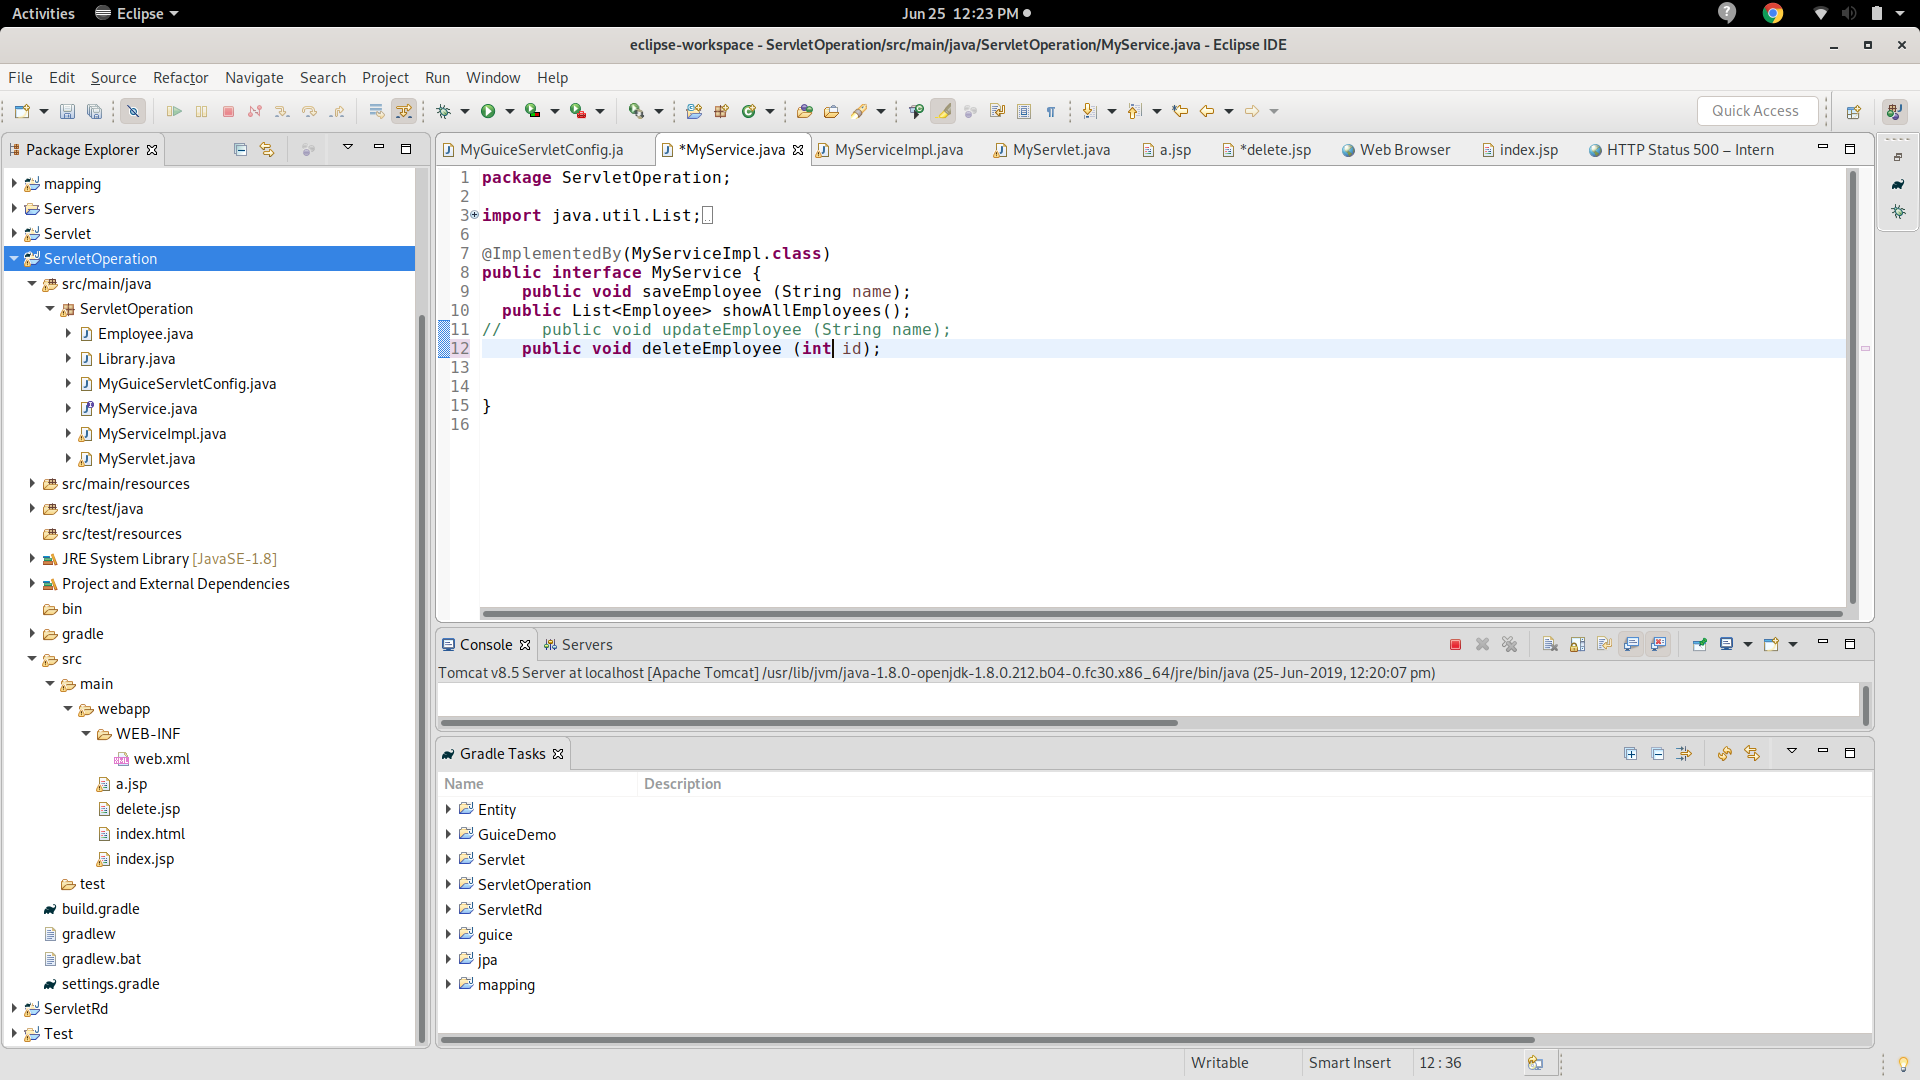 Activities Eclipse Jun 25 12:23 PM
eclipse-workspace - ServletOperation/src/main/java/ServletOperation/MyService.java - Eclipse IDE
File Edit Source Refactor Navigate Search Project Run Window Help
Quick Access
Package Explorer
mapping
Servers
Servlet
ServletOperation
src/main/java
ServletOperation
Employee.java
Library.java
MyGuiceServletConfig.java
MyService.java
MyServiceImpl.java
MyServlet.java
src/main/resources
src/test/java
src/test/resources
JRE System Library [JavaSE-1.8]
Project and External Dependencies
bin
gradle
src
main
webapp
WEB-INF
web.xml
a.jsp
delete.jsp
index.html
index.jsp
test
build.gradle
gradlew
gradlew.bat
settings.gradle
ServletRd
Test
MyGuiceServletConfig.ja *MyService.java MyServiceImpl.java MyServlet.java a.jsp *delete.jsp Web Browser index.jsp HTTP Status 500 – Intern
1 package ServletOperation;
2
3 import java.util.List;
6
7 @ImplementedBy(MyServiceImpl.class)
8 public interface MyService {
9 public void saveEmployee (String name);
10 public List<Employee> showAllEmployees();
11 // public void updateEmployee (String name);
12 public void deleteEmployee (int id);
13
14
15 }
16
Console Servers
Tomcat v8.5 Server at localhost [Apache Tomcat] /usr/lib/jvm/java-1.8.0-openjdk-1.8.0.212.b04-0.fc30.x86_64/jre/bin/java (25-Jun-2019, 12:20:07 pm)
Gradle Tasks
Name Description
Entity
GuiceDemo
Servlet
ServletOperation
ServletRd
guice
jpa
mapping
Writable Smart Insert 12 : 36